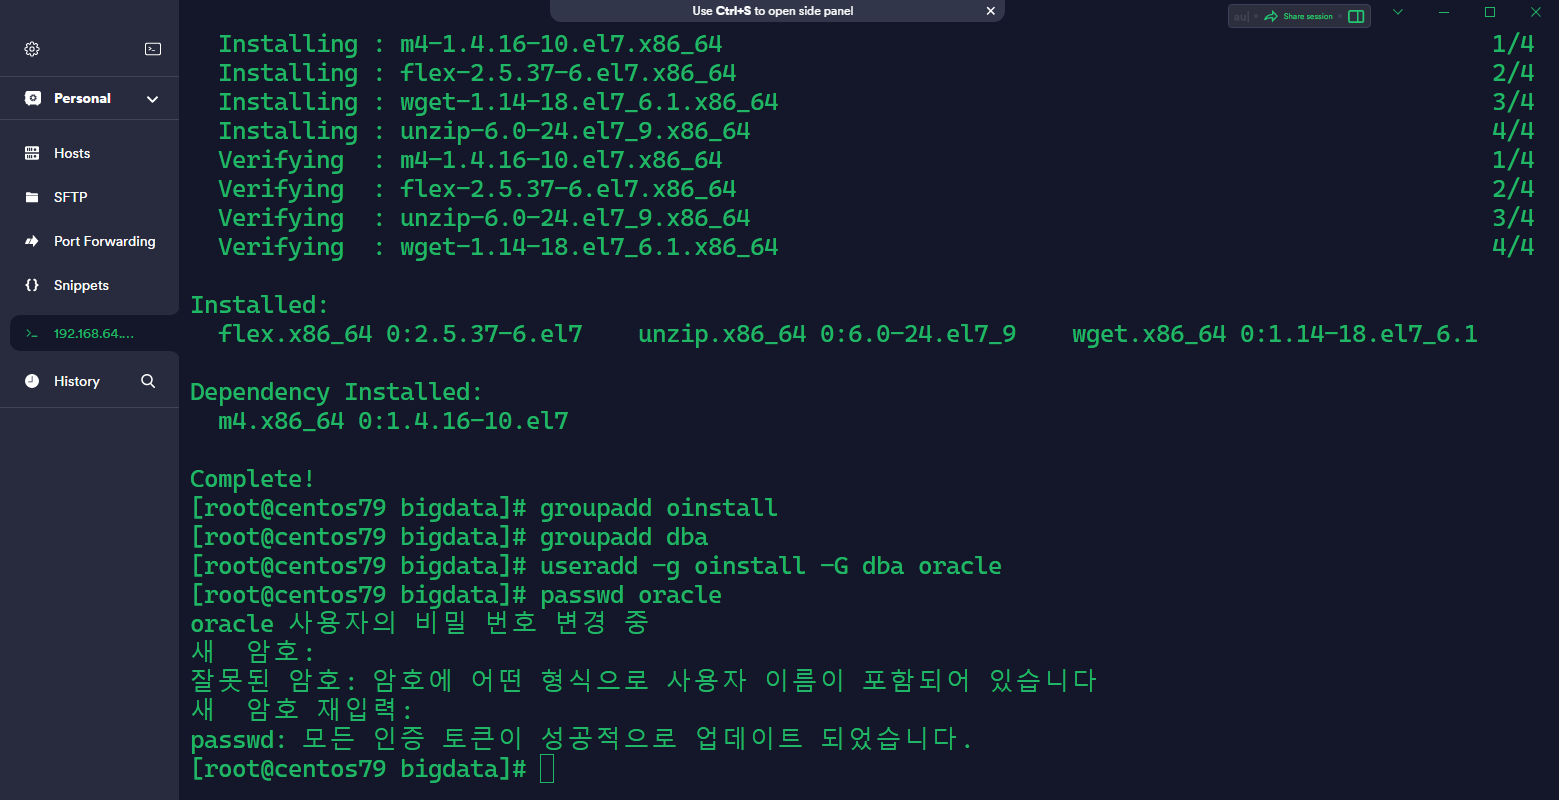 Use Ctrl+S to open side panel
Share session
Personal
Hosts
SFTP
Port Forwarding
Snippets
192.168.64....
History
Installing : m4-1.4.16-10.el7.x86_64 1/4
Installing : flex-2.5.37-6.el7.x86_64 2/4
Installing : wget-1.14-18.el7_6.1.x86_64 3/4
Installing : unzip-6.0-24.el7_9.x86_64 4/4
Verifying : m4-1.4.16-10.el7.x86_64 1/4
Verifying : flex-2.5.37-6.el7.x86_64 2/4
Verifying : unzip-6.0-24.el7_9.x86_64 3/4
Verifying : wget-1.14-18.el7_6.1.x86_64 4/4
Installed:
flex.x86_64 0:2.5.37-6.el7 unzip.x86_64 0:6.0-24.el7_9 wget.x86_64 0:1.14-18.el7_6.1
Dependency Installed:
m4.x86_64 0:1.4.16-10.el7
Complete!
[root@centos79 bigdata]# groupadd oinstall
[root@centos79 bigdata]# groupadd dba
[root@centos79 bigdata]# useradd -g oinstall -G dba oracle
[root@centos79 bigdata]# passwd oracle
oracle 사용자의 비밀 번호 변경 중
새 암호:
잘못된 암호: 암호에 어떤 형식으로 사용자 이름이 포함되어 있습니다
새 암호 재입력:
passwd: 모든 인증 토큰이 성공적으로 업데이트 되었습니다.
[root@centos79 bigdata]#